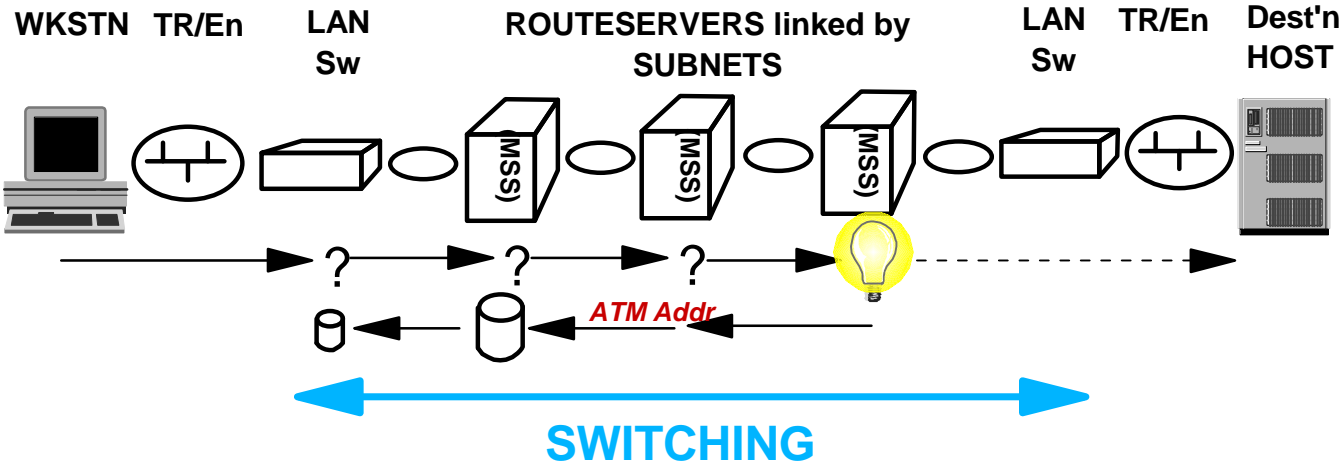 WKSTN TR/En LAN Sw ROUTESERVERS linked by SUBNETS LAN Sw TR/En Dest'n HOST
(MSS) (MSS) (MSS)
? ? ?
ATM Addr
SWITCHING